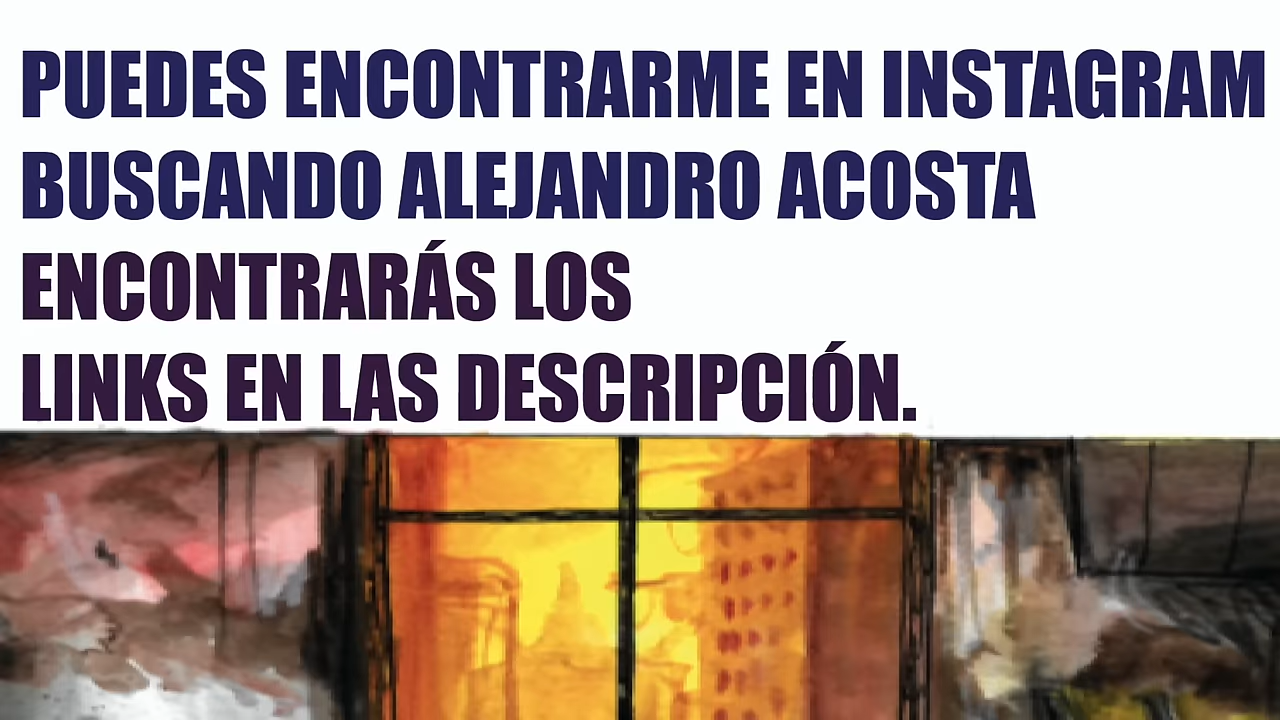 PUEDES ENCONTRARME EN INSTAGRAM
BUSCANDO ALEJANDRO ACOSTA
ENCONTRARÁS LOS
LINKS EN LAS DESCRIPCIÓN.